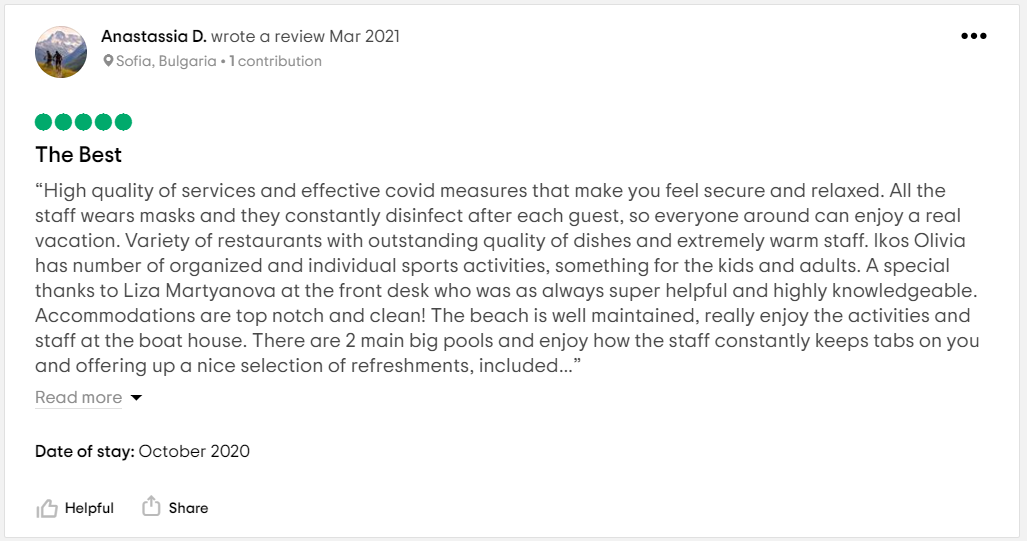 Anastassia D. wrote a review Mar 2021
Sofia, Bulgaria • 1 contribution
The Best
“High quality of services and effective covid measures that make you feel secure and relaxed. All the
staff wears masks and they constantly disinfect after each guest, so everyone around can enjoy a real
vacation. Variety of restaurants with outstanding quality of dishes and extremely warm staff. Ikos Olivia
has number of organized and individual sports activities, something for the kids and adults. A special
thanks to Liza Martyanova at the front desk who was as always super helpful and highly knowledgeable.
Accommodations are top notch and clean! The beach is well maintained, really enjoy the activities and
staff at the boat house. There are 2 main big pools and enjoy how the staff constantly keeps tabs on you
and offering up a nice selection of refreshments, included…”
Read more
Date of stay: October 2020
Helpful Share